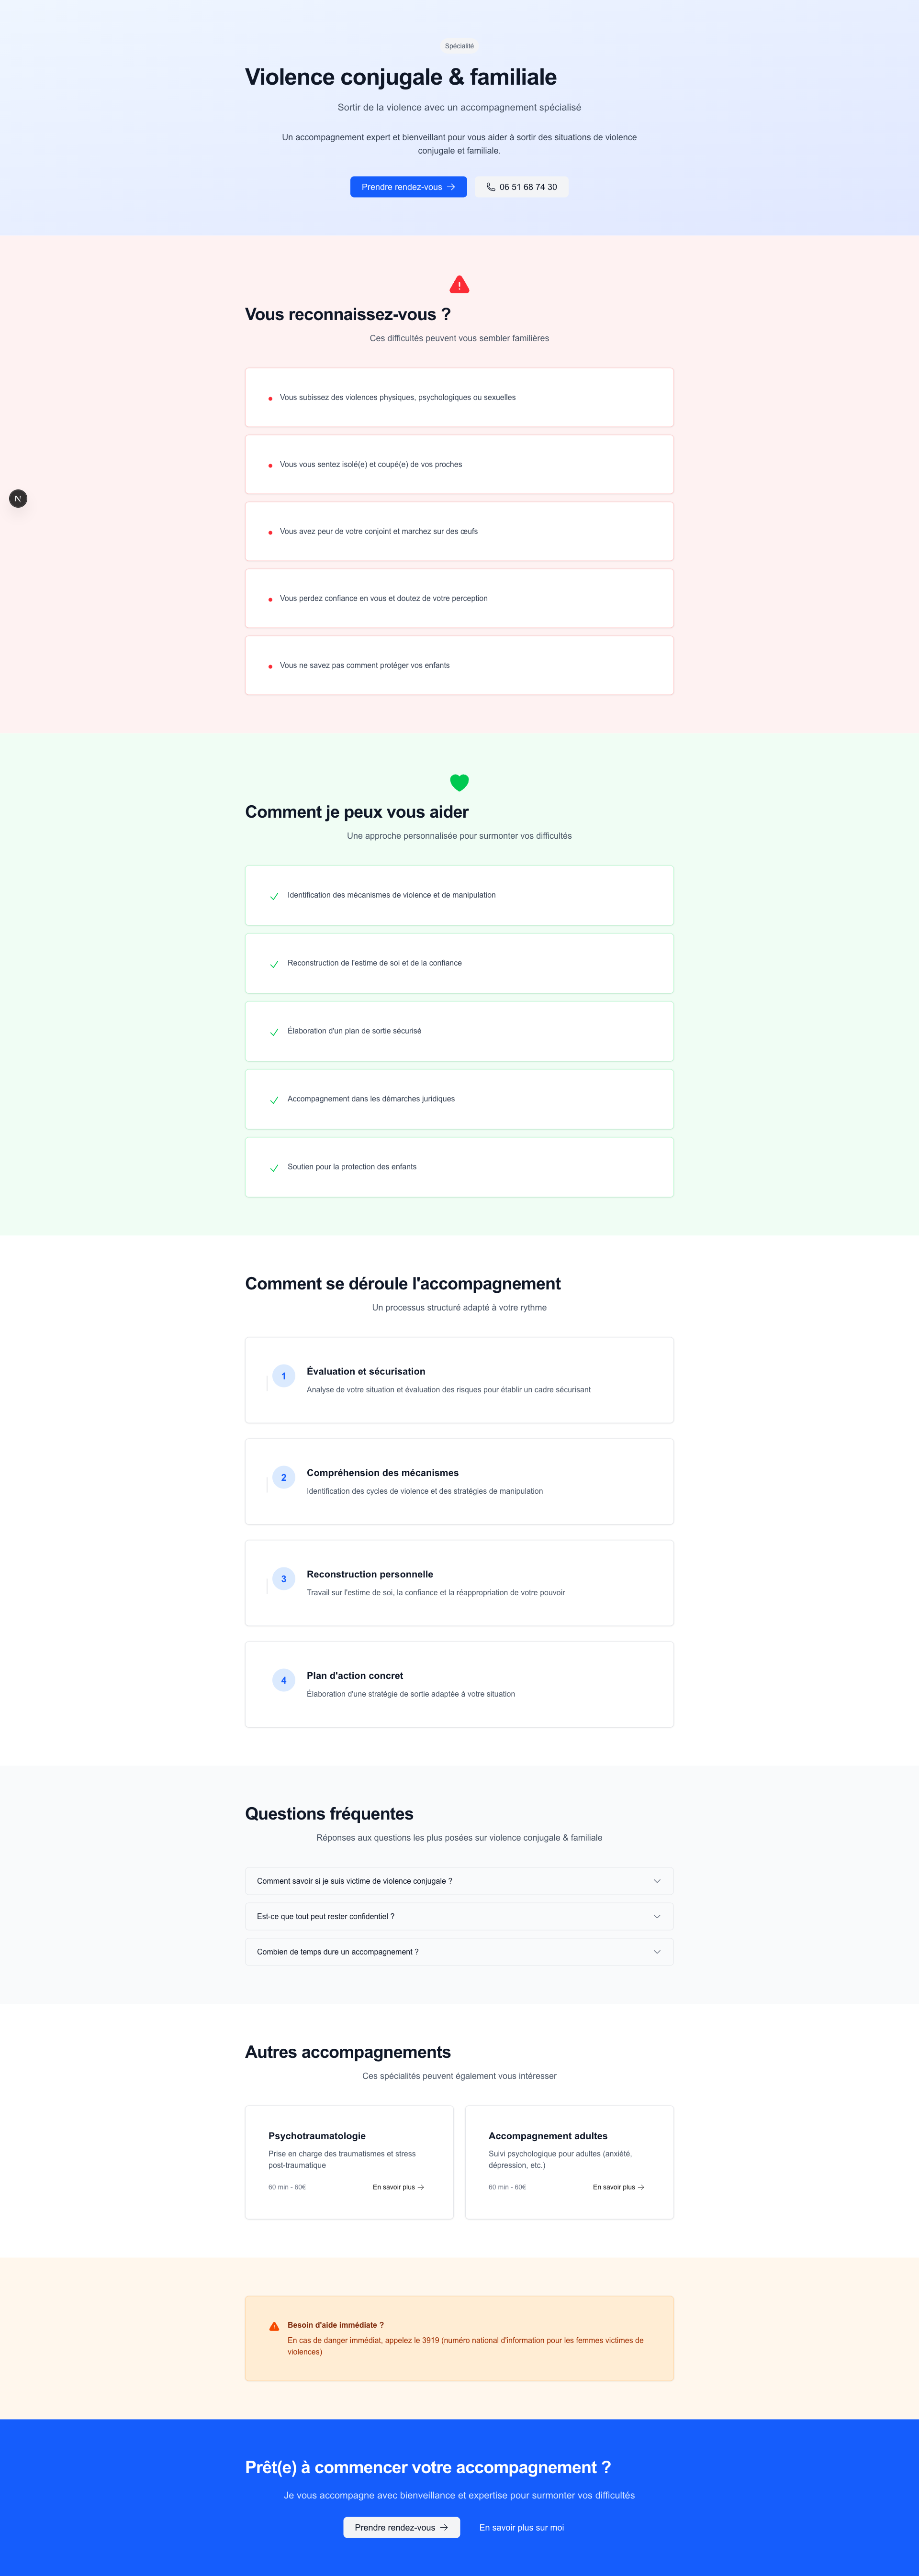 Spécialité
Violence conjugale & familiale
Sortir de la violence avec un accompagnement spécialisé
Un accompagnement expert et bienveillant pour vous aider à sortir des situations de violence
conjugale et familiale.
Prendre rendez-vous
06 51 68 74 30
Vous reconnaissez-vous ?
Ces difficultés peuvent vous sembler familières
Vous subissez des violences physiques, psychologiques ou sexuelles
Vous vous sentez isolé(e) et coupé(e) de vos proches
N
Vous avez peur de votre conjoint et marchez sur des œufs
Vous perdez confiance en vous et doutez de votre perception
Vous ne savez pas comment protéger vos enfants
Comment je peux vous aider
Une approche personnalisée pour surmonter vos difficultés
Identification des mécanismes de violence et de manipulation
Reconstruction de l'estime de soi et de la confiance
Élaboration d'un plan de sortie sécurisé
Accompagnement dans les démarches juridiques
Soutien pour la protection des enfants
Comment se déroule l'accompagnement
Un processus structuré adapté à votre rythme
1
Évaluation et sécurisation
Analyse de votre situation et évaluation des risques pour établir un cadre sécurisant
2
Compréhension des mécanismes
Identification des cycles de violence et des stratégies de manipulation
3
Reconstruction personnelle
Travail sur l'estime de soi, la confiance et la réappropriation de votre pouvoir
4
Plan d'action concret
Élaboration d'une stratégie de sortie adaptée à votre situation
Questions fréquentes
Réponses aux questions les plus posées sur violence conjugale & familiale
Comment savoir si je suis victime de violence conjugale ?
Est-ce que tout peut rester confidentiel ?
Combien de temps dure un accompagnement ?
Autres accompagnements
Ces spécialités peuvent également vous intéresser
Psychotraumatologie
Prise en charge des traumatismes et stress
post-traumatique
60 min - 60€
En savoir plus
Accompagnement adultes
Suivi psychologique pour adultes (anxiété,
dépression, etc.)
60 min - 60€
En savoir plus
Besoin d'aide immédiate ?
En cas de danger immédiat, appelez le 3919 (numéro national d'information pour les femmes victimes de
violences)
Prêt(e) à commencer votre accompagnement ?
Je vous accompagne avec bienveillance et expertise pour surmonter vos difficultés
Prendre rendez-vous
En savoir plus sur moi